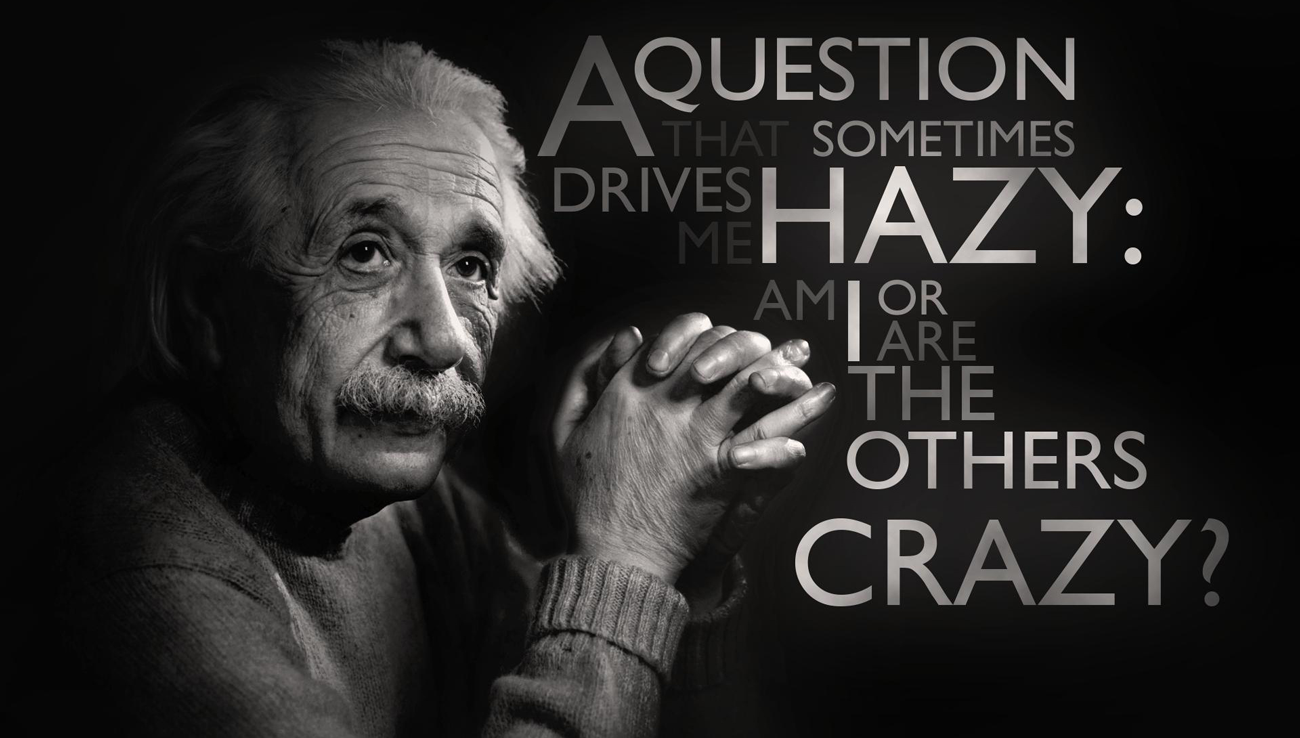 A QUESTION
THAT SOMETIMES
DRIVES HAZY:
ME
AM I OR
ARE
THE
OTHERS
CRAZY?